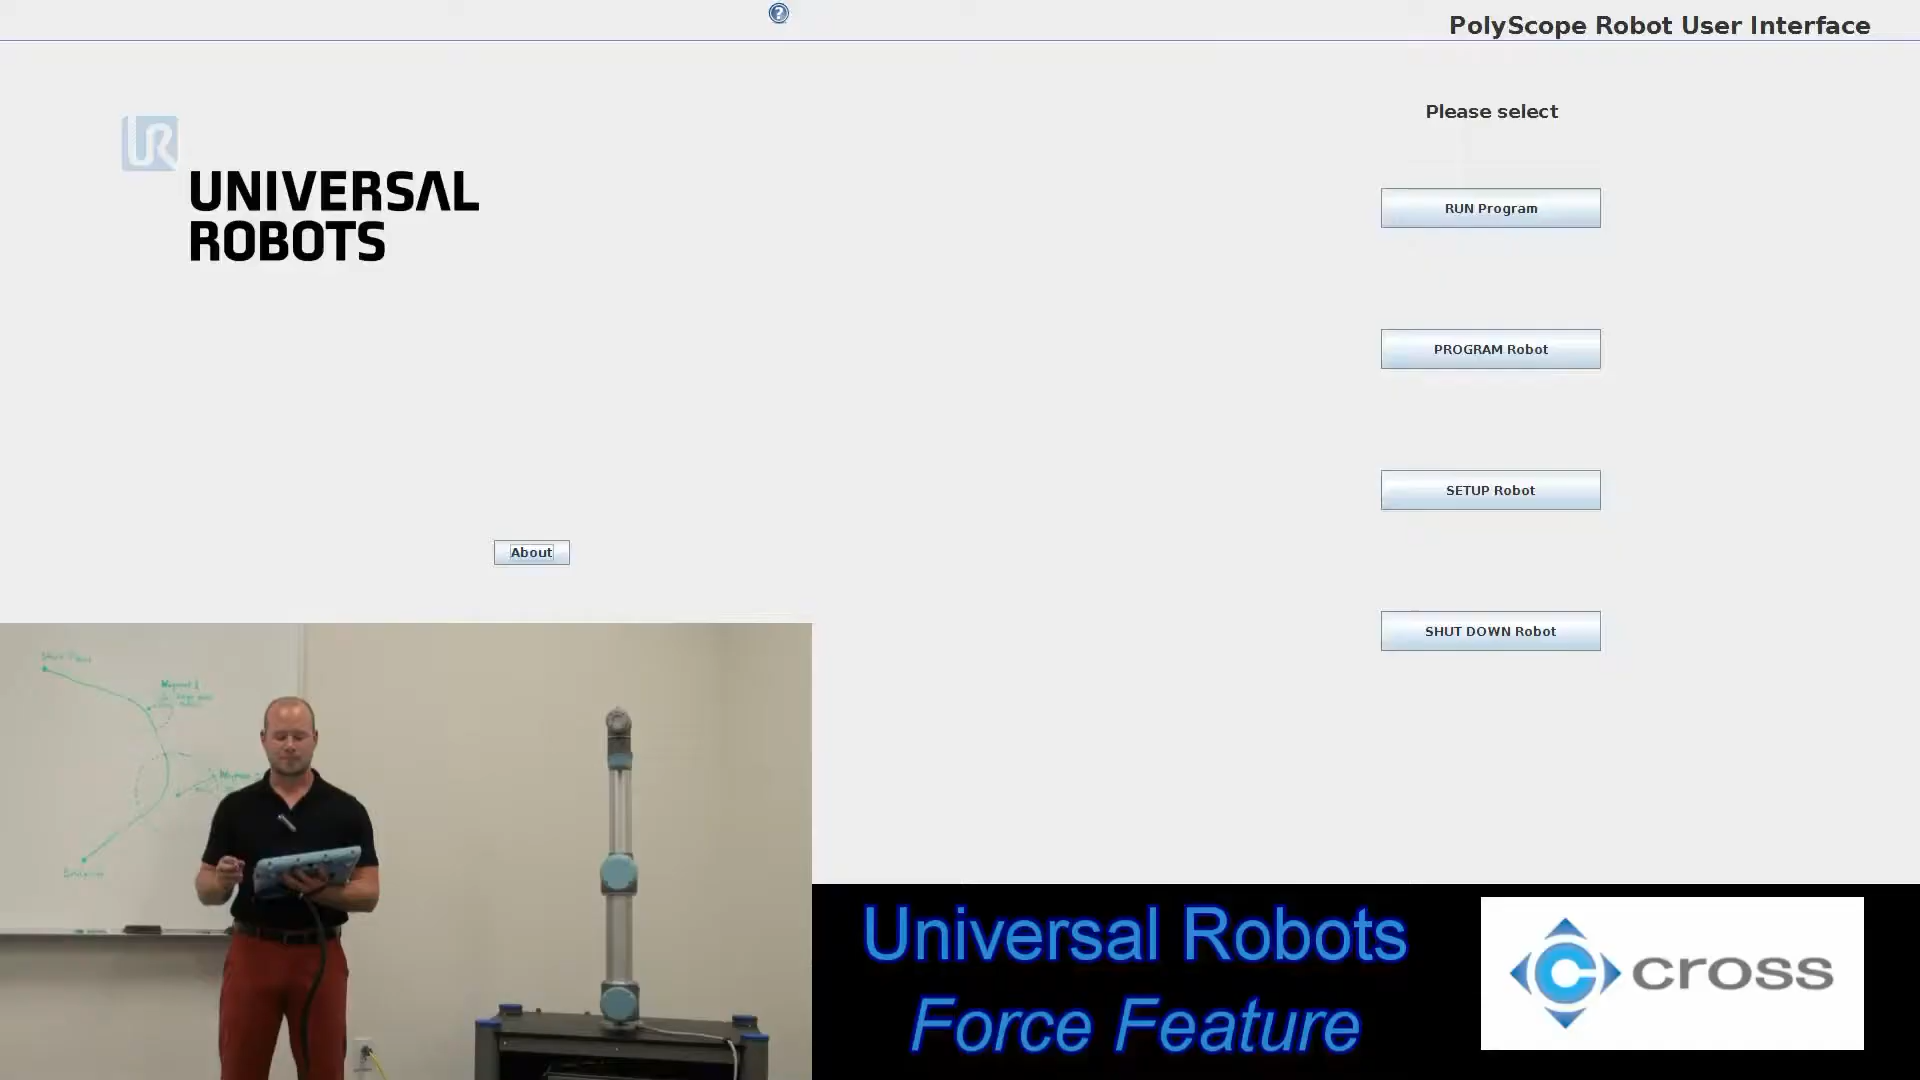 PolyScope Robot User Interface
UR
UNIVERSAL
ROBOTS
Please select
RUN Program
PROGRAM Robot
SETUP Robot
SHUT DOWN Robot
About
Universal Robots
Force Feature
C cross